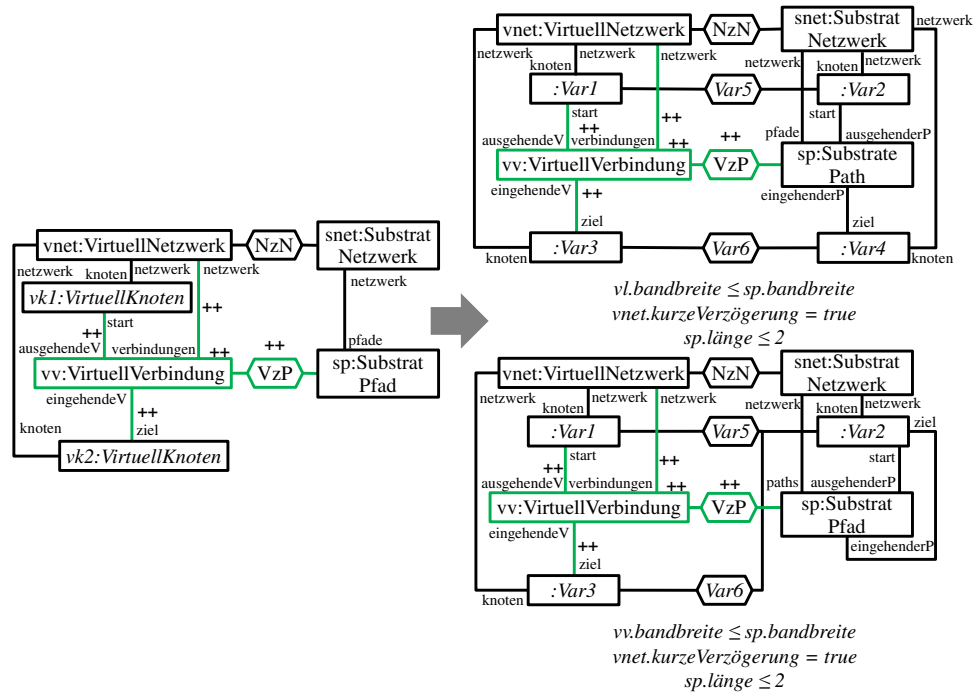 vnet:VirtuellNetzwerk
NzN
snet:Substrat
Netzwerk
netzwerk
knoten
netzwerk
netzwerk
vk1:VirtuellKnoten
netzwerk
start
++
++
ausgehendeV
verbindungen
++
++
pfade
vv:VirtuellVerbindung
VzP
sp:Substrat
Pfad
eingehendeV
++
knoten
ziel
vk2:VirtuellKnoten
vnet:VirtuellNetzwerk
NzN
snet:Substrat
Netzwerk
netzwerk
netzwerk
netzwerk
netzwerk
netzwerk
netzwerk
knoten
knoten
:Var1
Var5
:Var2
start
start
++
++
++
ausgehendeV
verbindungen
++
pfade
ausgehenderP
vv:VirtuellVerbindung
VzP
sp:Substrate
Path
eingehendeV
++
eingehenderP
ziel
ziel
:Var3
Var6
:Var4
knoten
knoten
vl.bandbreite ≤ sp.bandbreite
vnet.kurzeVerzögerung = true
sp.länge ≤ 2
vnet:VirtuellNetzwerk
NzN
snet:Substrat
Netzwerk
netzwerk
netzwerk
netzwerk
netzwerk
netzwerk
knoten
knoten
ziel
:Var1
Var5
:Var2
start
start
++
++
ausgehendeV
verbindungen
++
++
paths
ausgehenderP
vv:VirtuellVerbindung
VzP
sp:Substrat
Pfad
eingehendeV
++
eingehenderP
ziel
:Var3
Var6
knoten
vv.bandbreite ≤ sp.bandbreite
vnet.kurzeVerzögerung = true
sp.länge ≤ 2